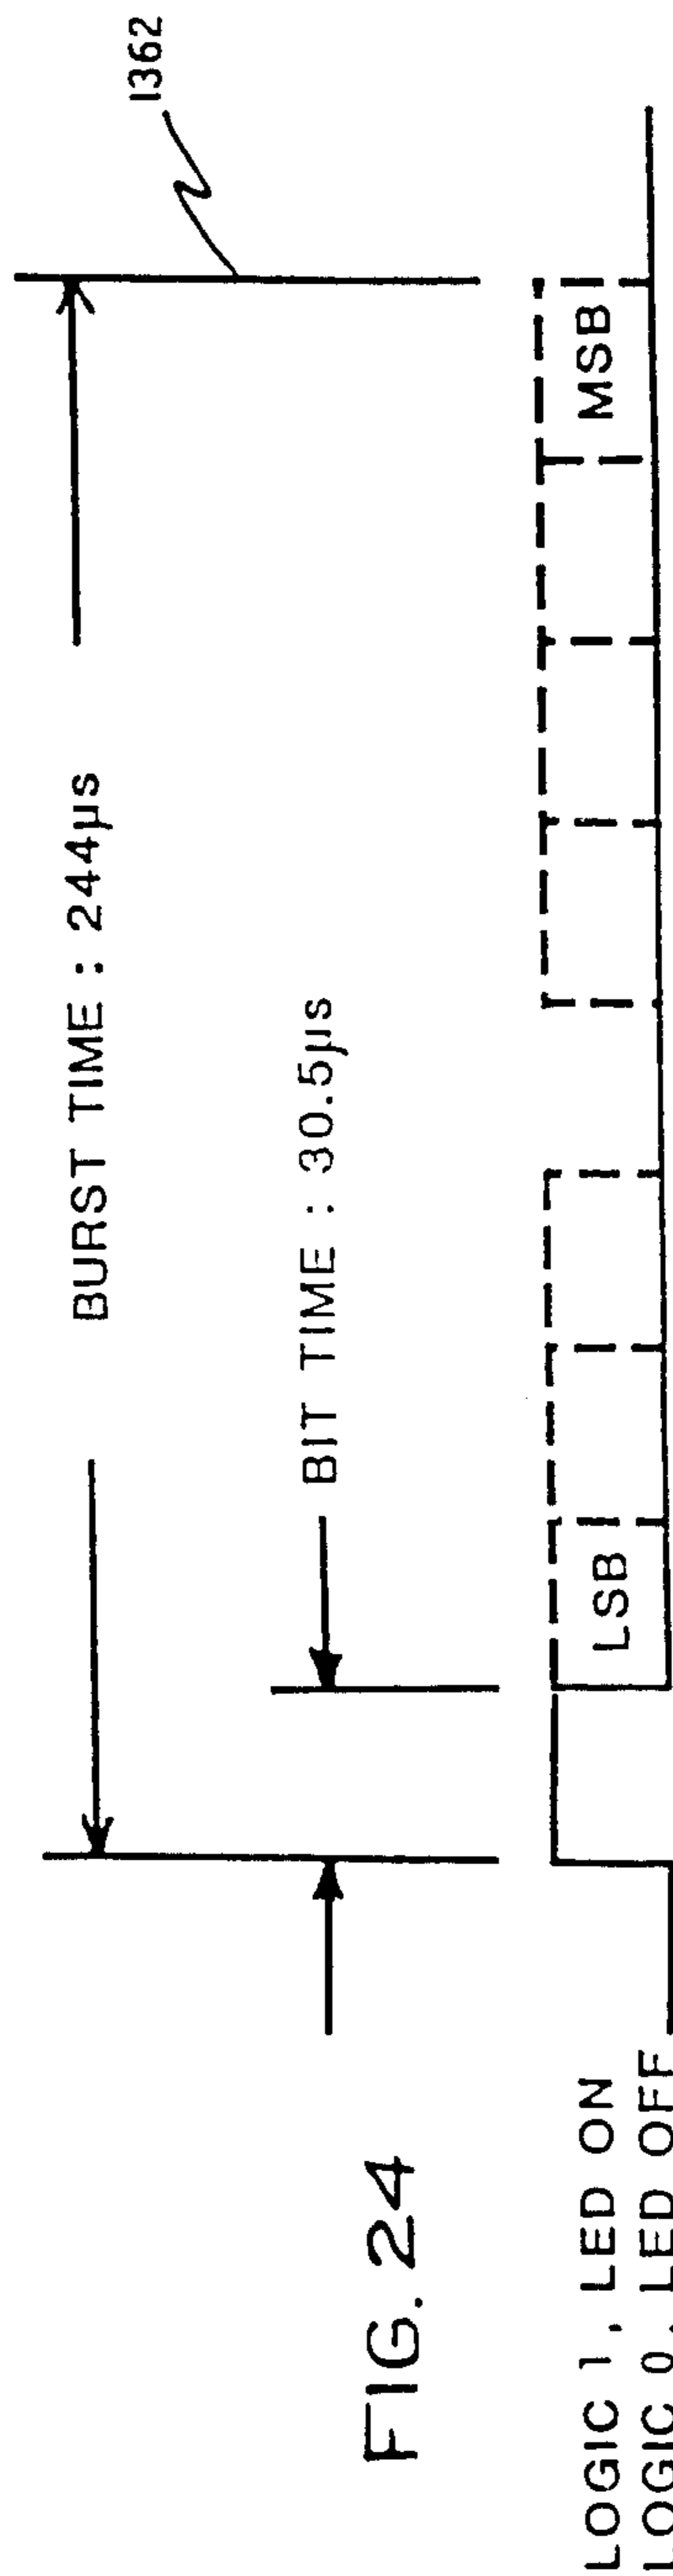 1362
BURST TIME : 244µs
BIT TIME : 30.5µs
FIG. 24
LOGIC 1, LED ON
LOGIC 0, LED OFF
LSB
MSB